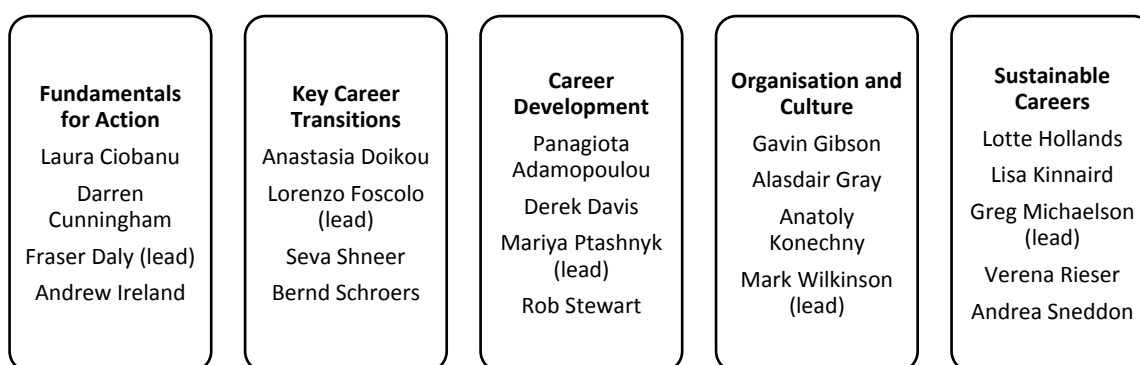 Fundamentals
for Action
Laura Ciobanu
Darren
Cunningham
Fraser Daly (lead)
Andrew Ireland
Key Career
Transitions
Anastasia Doikou
Lorenzo Foscolo
(lead)
Seva Shneer
Bernd Schroers
Career
Development
Panagiota
Adamopoulou
Derek Davis
Mariya Ptashnyk
(lead)
Rob Stewart
Organisation and
Culture
Gavin Gibson
Alasdair Gray
Anatoly
Konechny
Mark Wilkinson
(lead)
Sustainable
Careers
Lotte Hollands
Lisa Kinnaird
Greg Michaelson
(lead)
Verena Rieser
Andrea Sneddon